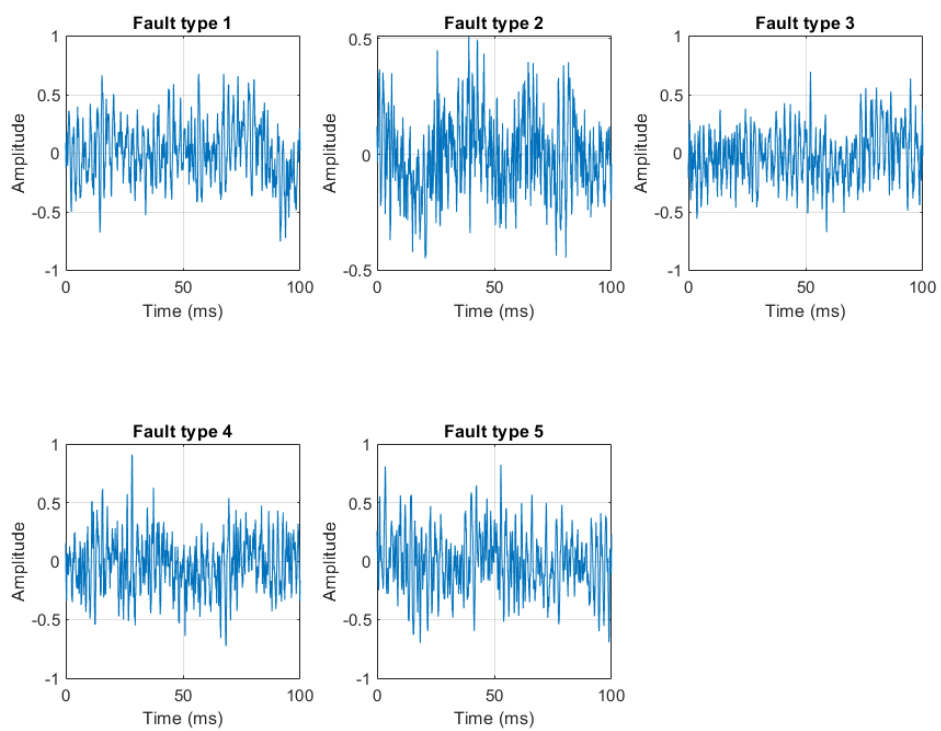 Fault type 1
1
0.5
0
-0.5
-1
Amplitude
0 50 100
Time (ms)
Fault type 2
0.5
0
-0.5
Amplitude
0 50 100
Time (ms)
Fault type 3
1
0.5
0
-0.5
-1
Amplitude
0 50 100
Time (ms)
Fault type 4
1
0.5
0
-0.5
-1
Amplitude
0 50 100
Time (ms)
Fault type 5
1
0.5
0
-0.5
-1
Amplitude
0 50 100
Time (ms)